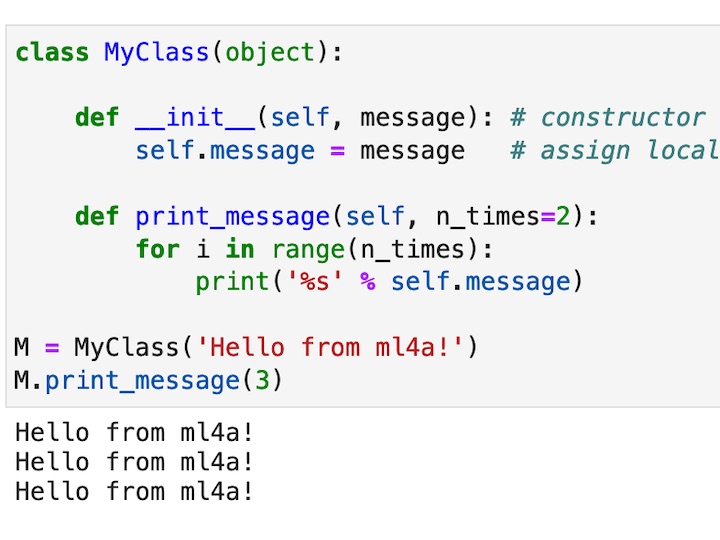 class MyClass(object):
    def __init__(self, message): # constructor
        self.message = message   # assign local
    def print_message(self, n_times=2):
        for i in range(n_times):
            print('%s' % self.message)
M = MyClass('Hello from ml4a!')
M.print_message(3)
Hello from ml4a!
Hello from ml4a!
Hello from ml4a!